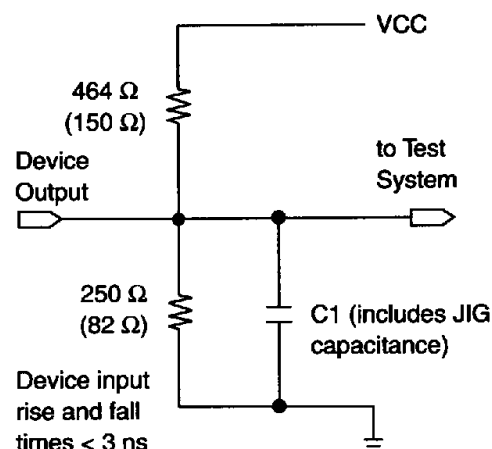 VCC
464 Ω
(150 Ω)
Device
Output
to Test
System
250 Ω
(82 Ω)
C1 (includes JIG
capacitance)
Device input
rise and fall
times < 3 ns